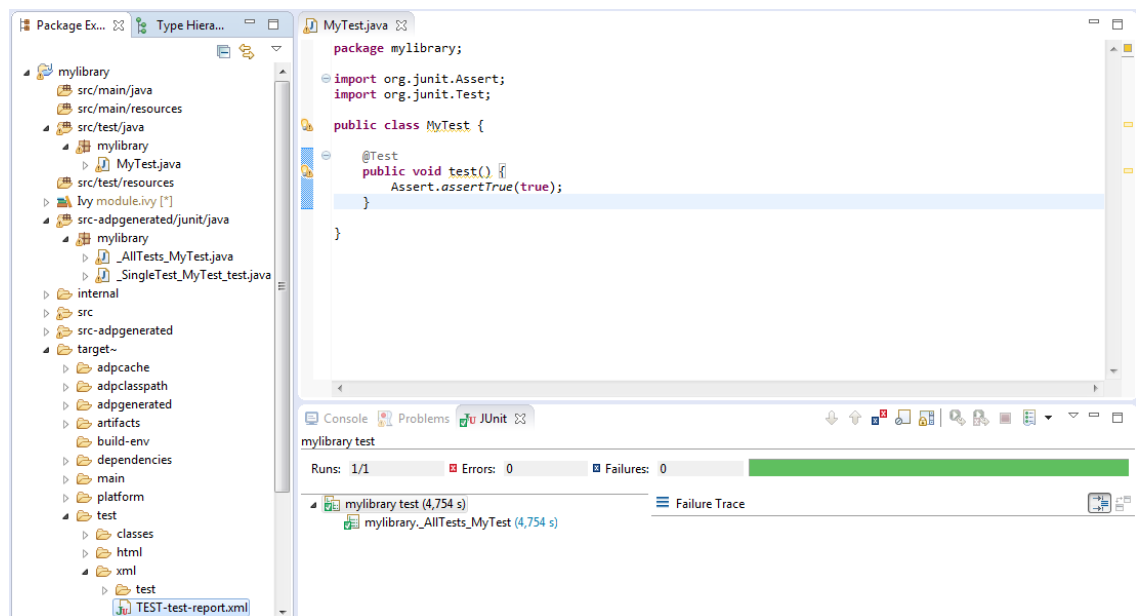 Package Ex... Type Hiera...
mylibrary
src/main/java
src/main/resources
src/test/java
mylibrary
MyTest.java
src/test/resources
Ivy module.ivy [*]
src-adpgenerated/junit/java
mylibrary
_AllTests_MyTest.java
_SingleTest_MyTest_test.java
internal
src
src-adpgenerated
target~
adpcache
adpclasspath
adpgenerated
artifacts
build-env
dependencies
main
platform
test
classes
html
xml
test
TEST-test-report.xml
MyTest.java
package mylibrary;
import org.junit.Assert;
import org.junit.Test;
public class MyTest {
@Test
public void test() {
Assert.assertTrue(true);
}
}
Console Problems JUnit
mylibrary test
Runs: 1/1 Errors: 0 Failures: 0
mylibrary test (4,754 s)
mylibrary._AllTests_MyTest (4,754 s)
Failure Trace